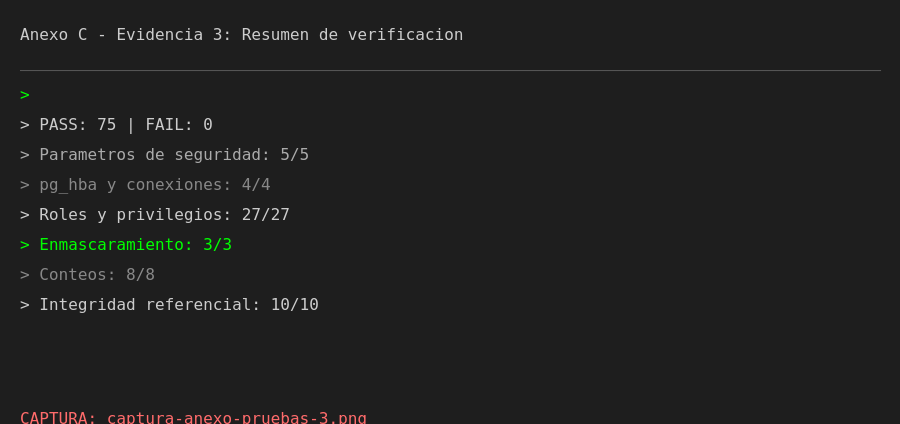 Anexo C - Evidencia 3: Resumen de verificacion
>
> PASS: 75 | FAIL: 0
> Parametros de seguridad: 5/5
> pg_hba y conexiones: 4/4
> Roles y privilegios: 27/27
> Enmascaramiento: 3/3
> Conteos: 8/8
> Integridad referencial: 10/10
CAPTURA: captura-anexo-pruebas-3.png